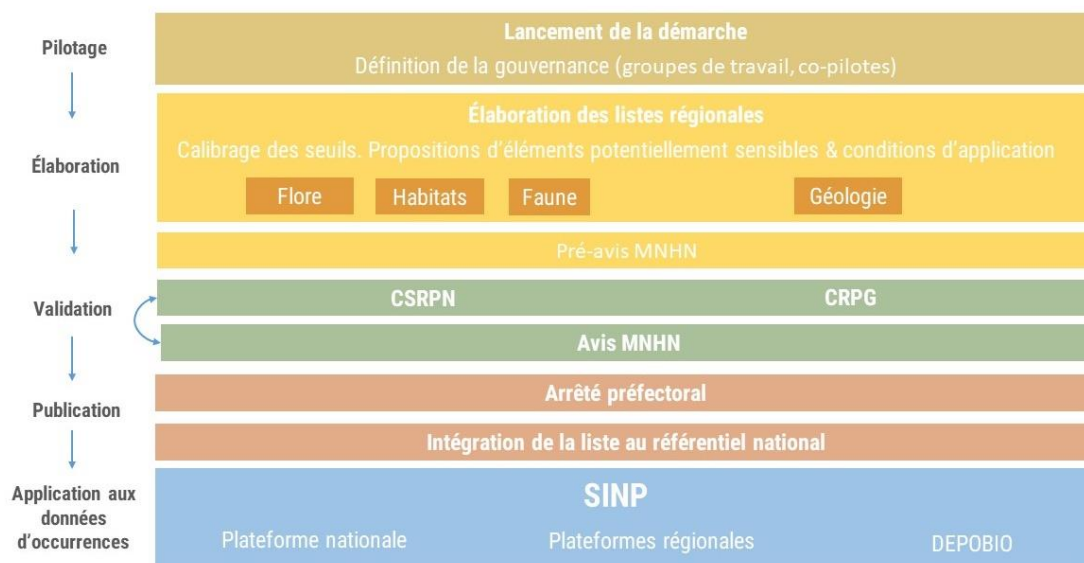 Pilotage
Lancement de la démarche
Définition de la gouvernance (groupes de travail, co-pilotes)
Élaboration
Élaboration des listes régionales
Calibrage des seuils. Propositions d'éléments potentiellement sensibles & conditions d'application
Flore Habitats Faune Géologie
Pré-avis MNHN
Validation
CSRPN CRPG
Avis MNHN
Publication
Arrêté préfectoral
Intégration de la liste au référentiel national
Application aux
données
d'occurrences
SINP
Plateforme nationale Plateformes régionales DEPOBIO